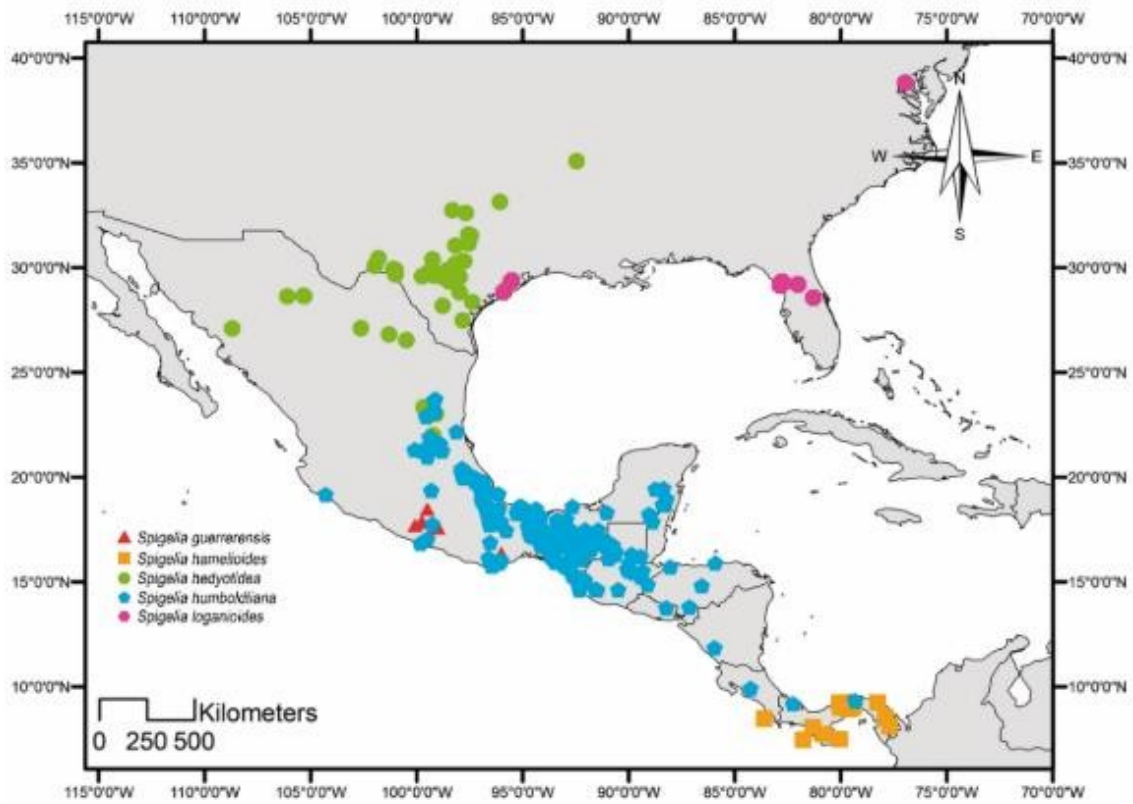 115°0'0"W 110°0'0"W 105°0'0"W 100°0'0"W 95°0'0"W 90°0'0"W 85°0'0"W 80°0'0"W 75°0'0"W 70°0'0"W
40°0'0"N 40°0'0"N
N
W E
35°0'0"N 35°0'0"N
S
30°0'0"N 30°0'0"N
25°0'0"N 25°0'0"N
20°0'0"N 20°0'0"N
Spigelia guerrerensis
Spigelia hamelioides
15°0'0"N 15°0'0"N
Spigelia hedyotidea
Spigelia humboldiana
Spigelia loganioides
10°0'0"N 10°0'0"N
Kilometers
0 250 500
115°0'0"W 110°0'0"W 105°0'0"W 100°0'0"W 95°0'0"W 90°0'0"W 85°0'0"W 80°0'0"W 75°0'0"W 70°0'0"W